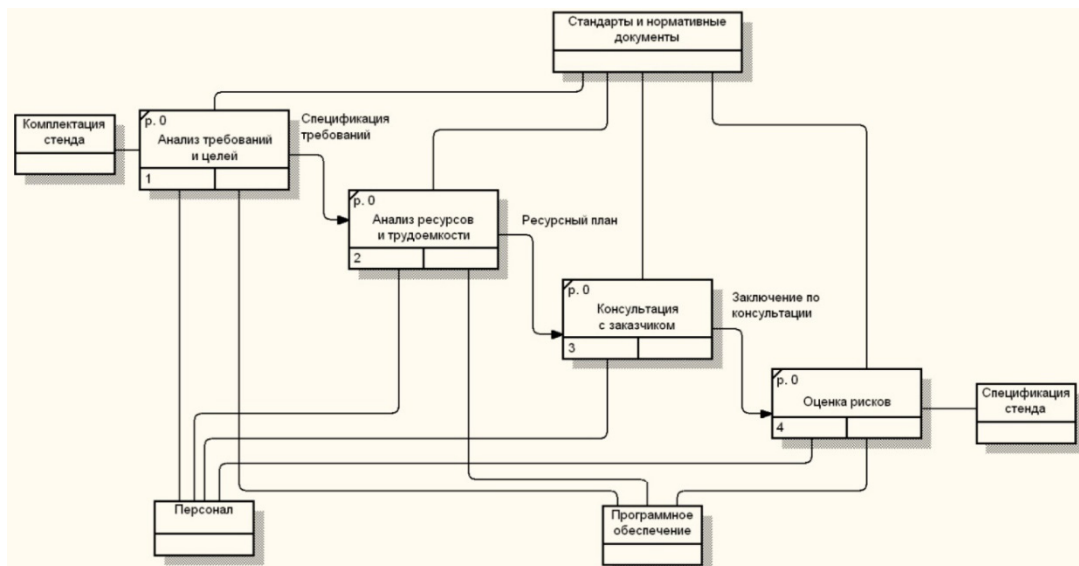 Стандарты и нормативные
документы
Комплектация
стенда
р. 0
Анализ требований
и целей
1
Спецификация
требований
р. 0
Анализ ресурсов
и трудоемкости
2
Ресурсный план
р. 0
Консультация
с заказчиком
3
Заключение по
консультации
р. 0
Оценка рисков
4
Спецификация
стенда
Персонал
Программное
обеспечение